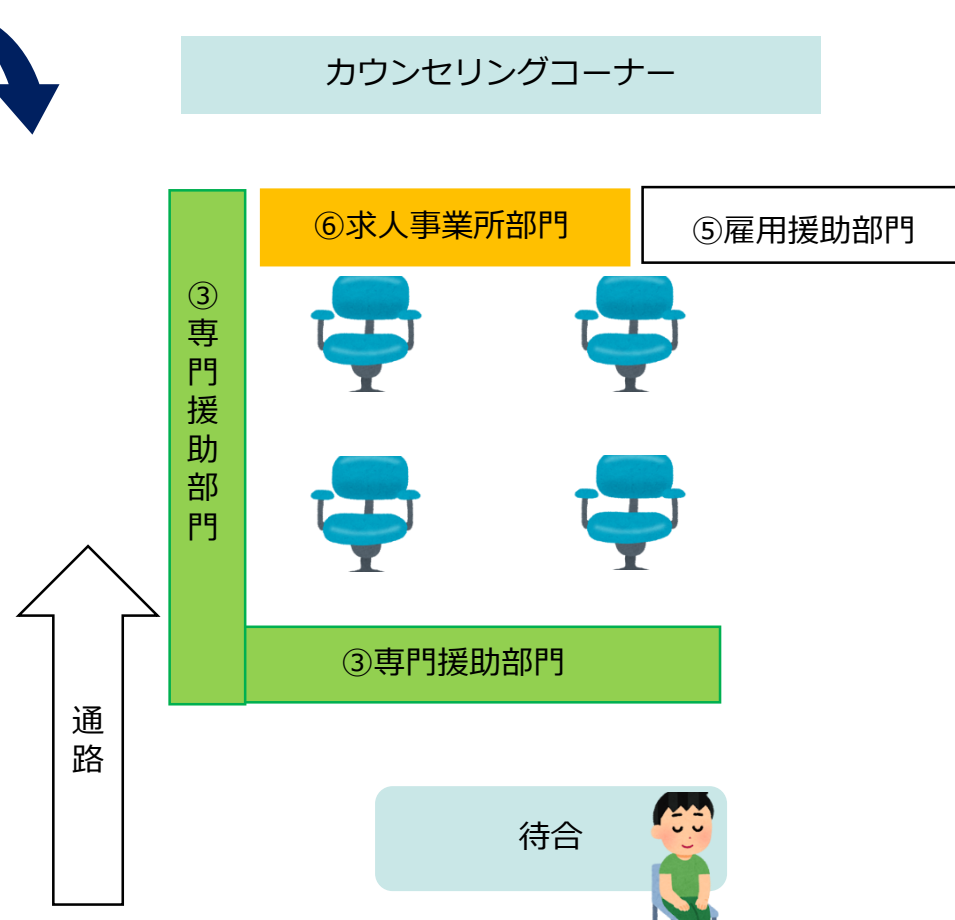 カウンセリングコーナー
⑥求人事業所部門
⑤雇用援助部門
③専門援助部門
③専門援助部門
通路
待合